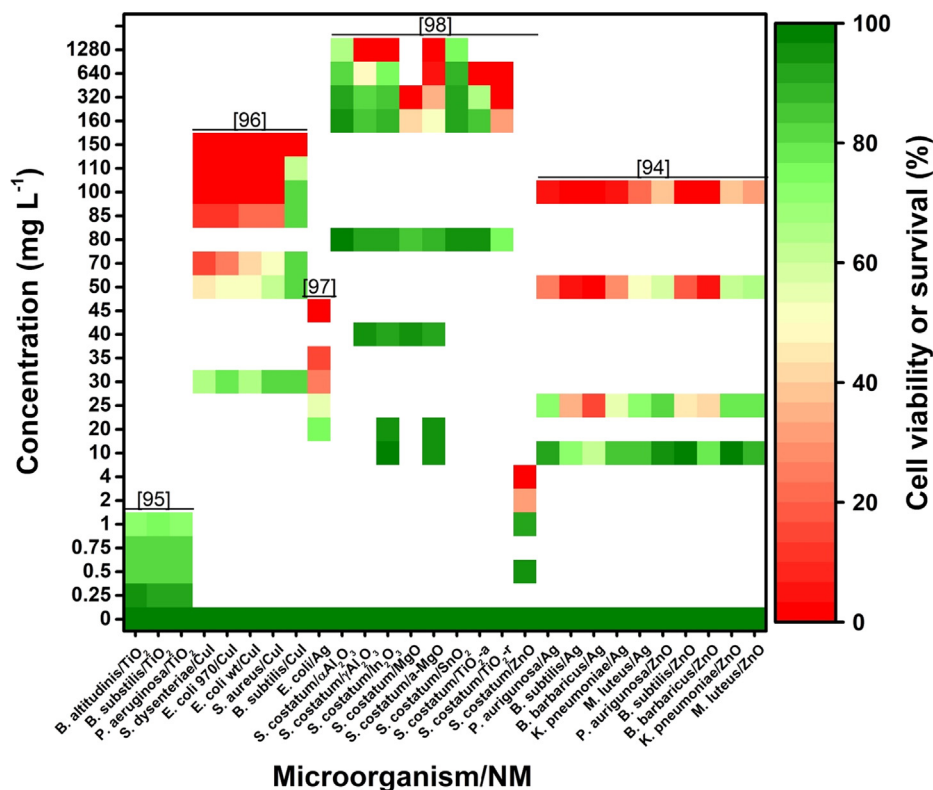 [98]
1280
640
320
160
[96]
150
110
[94]
100
85
80
70
50
[97]
45
40
35
30
25
20
10
4
2
[95]
1
0.75
0.5
0.25
0
Concentration (mg L⁻¹)
100
80
60
40
20
0
Cell viability or survival (%)
B. altitudinis/TiO₂
B. substilis/TiO₂
P. aeruginosa/TiO₂
S. dysenteriae/CuI
E. coli 970/CuI
E. coli wt/CuI
S. aureus/CuI
B. subtilis/CuI
E. coli/Ag
S. costatum/αAl₂O₃
S. costatum/γAl₂O₃
S. costatum/In₂O₃
S. costatum/MgO
S. costatum/a-MgO
S. costatum/SnO₂
S. costatum/TiO₂-a
S. costatum/TiO₂-r
S. costatum/ZnO
P. aurigunosa/Ag
B. subtilis/Ag
B. barbaricus/Ag
K. pneumoniae/Ag
M. luteus/Ag
P. aurigunosa/ZnO
B. subtilis/ZnO
B. barbaricus/ZnO
K. pneumoniae/ZnO
M. luteus/ZnO
Microorganism/NM